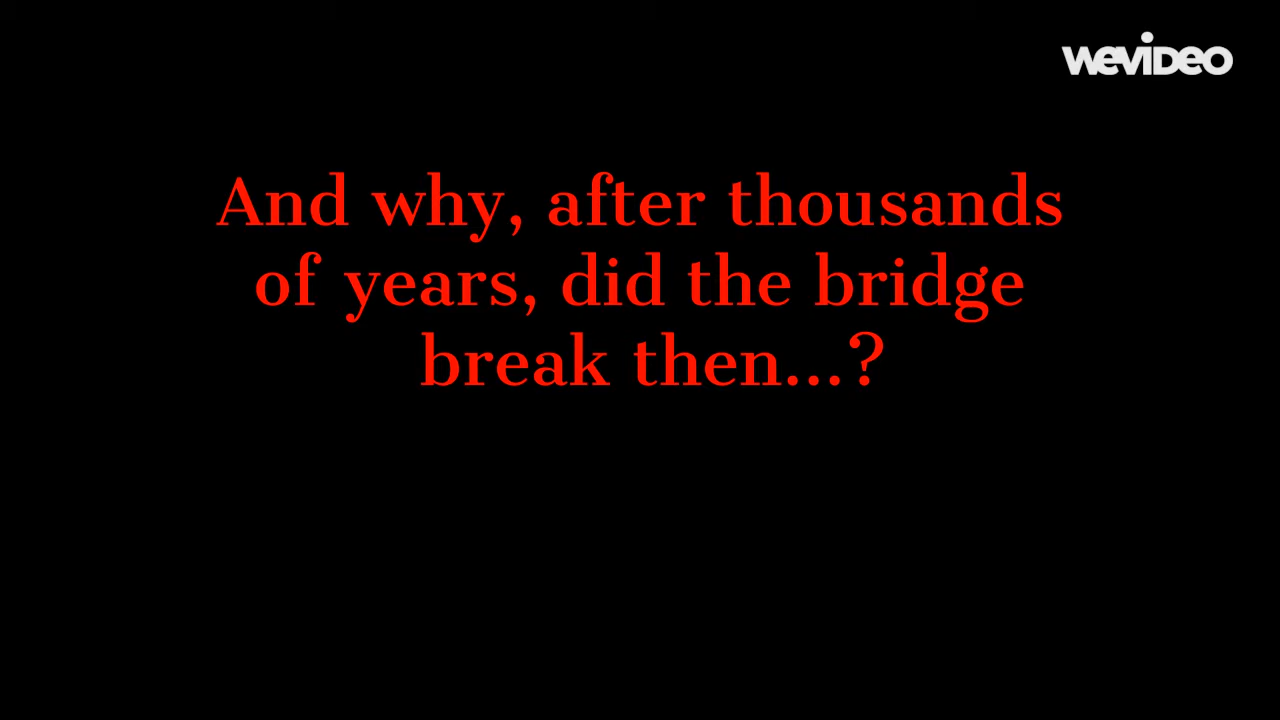 wevideo
And why, after thousands
of years, did the bridge
break then...?